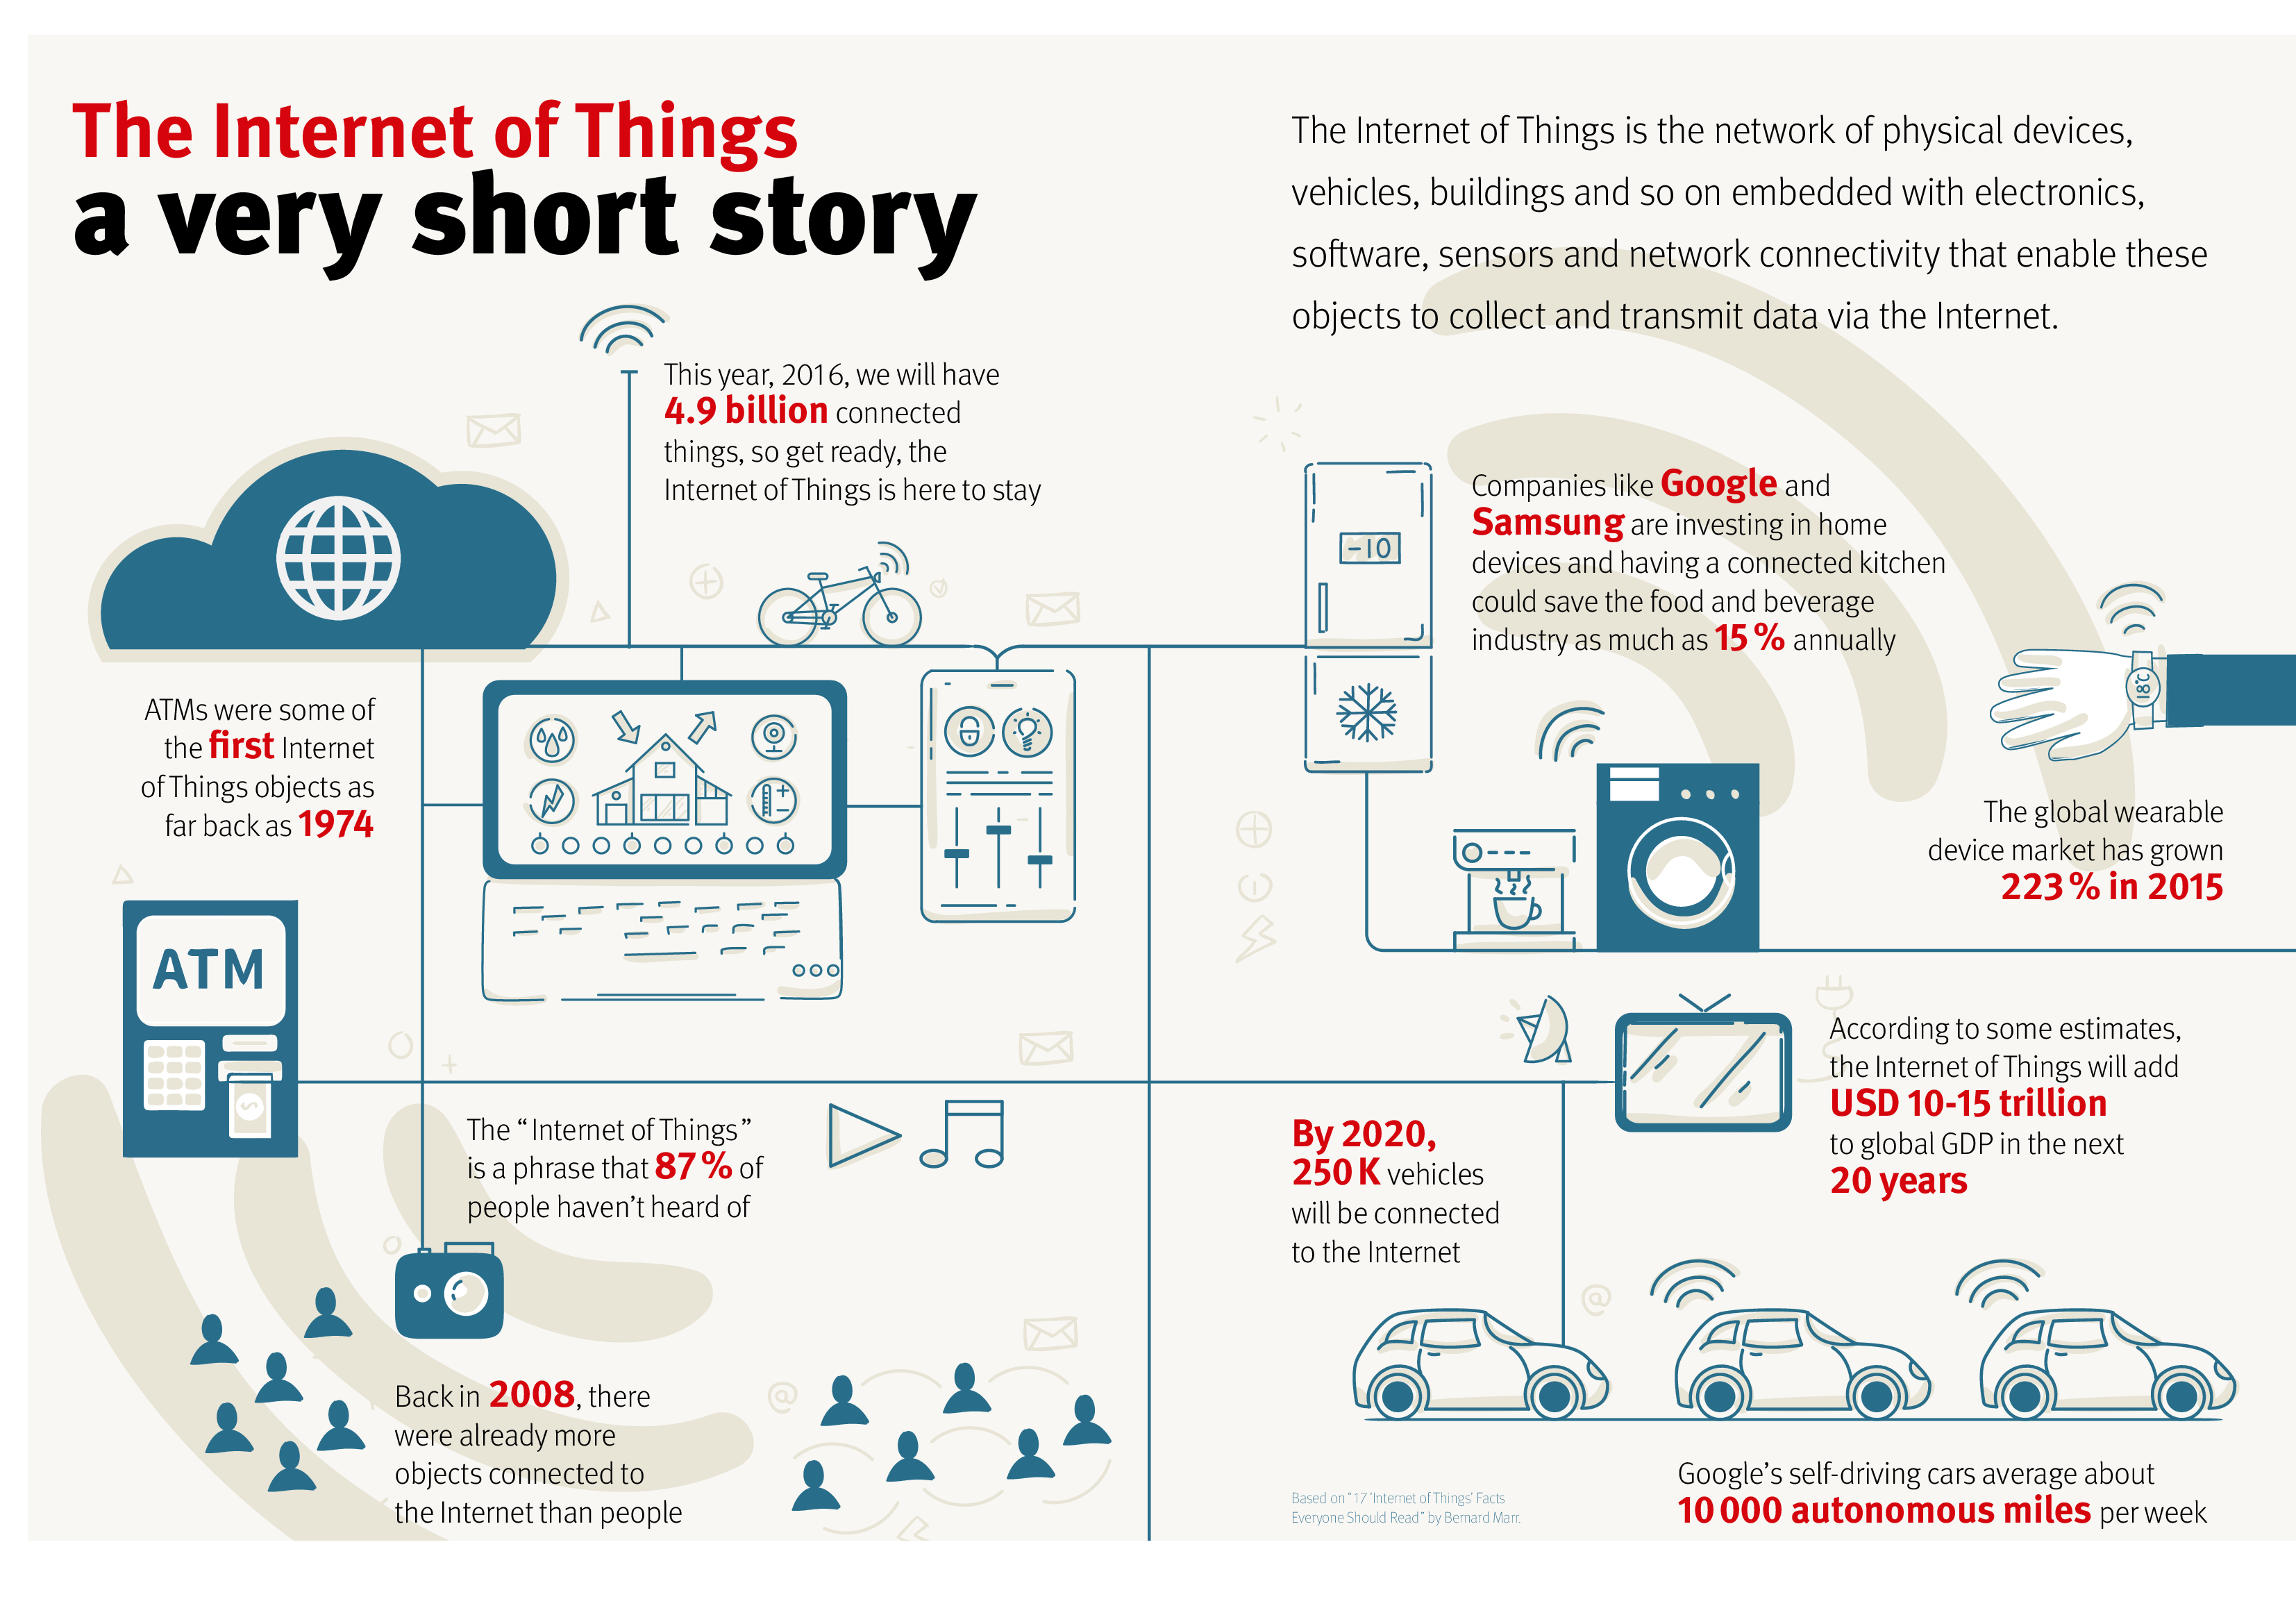 The Internet of Things
a very short story
The Internet of Things is the network of physical devices,
vehicles, buildings and so on embedded with electronics,
software, sensors and network connectivity that enable these
objects to collect and transmit data via the Internet.
This year, 2016, we will have
4.9 billion connected
things, so get ready, the
Internet of Things is here to stay
Companies like Google and
Samsung are investing in home
devices and having a connected kitchen
could save the food and beverage
industry as much as 15 % annually
-10
18°C
ATMs were some of
the first Internet
of Things objects as
far back as 1974
The global wearable
device market has grown
223 % in 2015
ATM
According to some estimates,
the Internet of Things will add
USD 10-15 trillion
to global GDP in the next
20 years
The “Internet of Things”
is a phrase that 87 % of
people haven’t heard of
By 2020,
250 K vehicles
will be connected
to the Internet
Back in 2008, there
were already more
objects connected to
the Internet than people
Based on “17 ‘Internet of Things’ Facts
Everyone Should Read” by Bernard Marr.
Google’s self-driving cars average about
10 000 autonomous miles per week